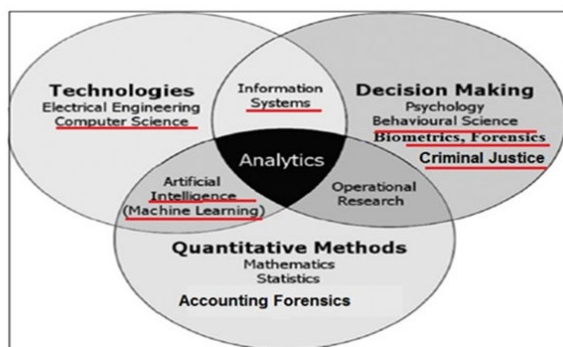 Technologies
Electrical Engineering
Computer Science
Information
Systems
Decision Making
Psychology
Behavioural Science
Biometrics, Forensics
Criminal Justice
Analytics
Artificial
Intelligence
(Machine Learning)
Operational
Research
Quantitative Methods
Mathematics
Statistics
Accounting Forensics